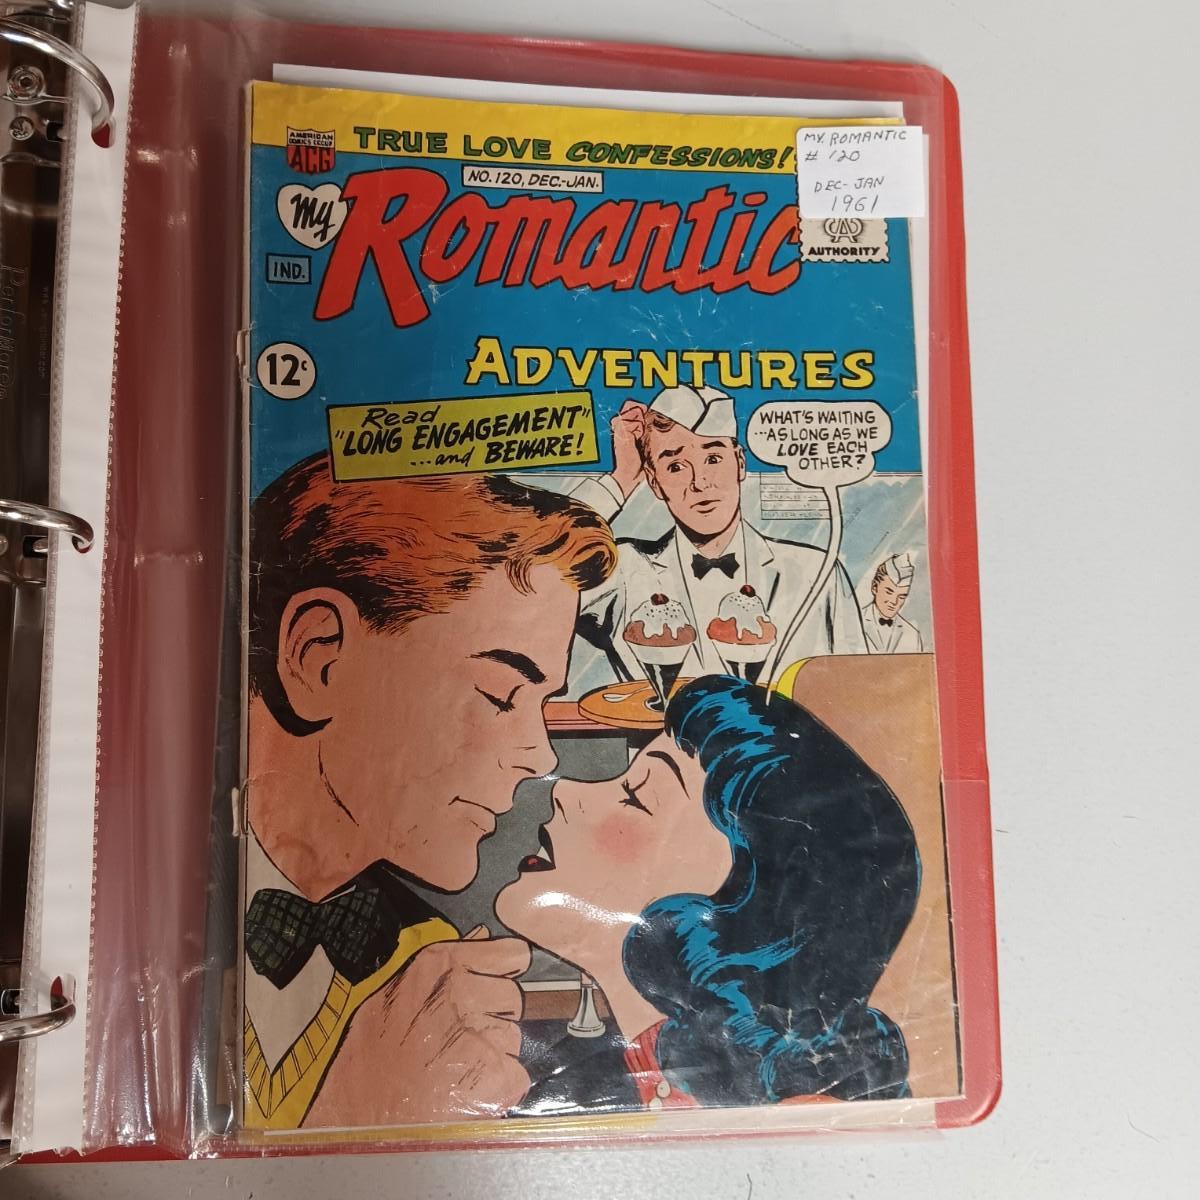 TRUE LOVE CONFESSIONS!
AMERICAN
COMICS GROUP
ACG
NO. 120, DEC.-JAN.
My
Romantic
ADVENTURES
IND.
12¢
MY ROMANTIC
# 120
DEC-JAN
1961
AUTHORITY
Read
"LONG ENGAGEMENT"
...and BEWARE!
WHAT'S WAITING
...AS LONG AS WE
LOVE EACH
OTHER?